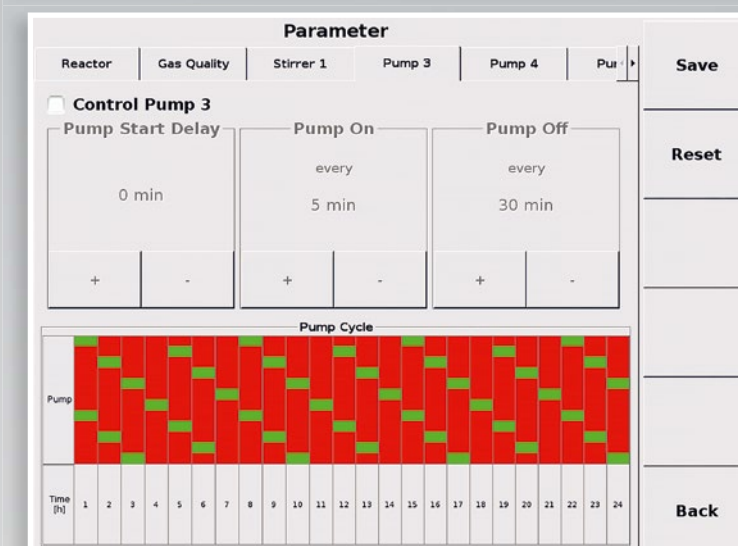 Parameter
Reactor
Gas Quality
Stirrer 1
Pump 3
Pump 4
Save
Control Pump 3
Pump Start Delay
Pump On
Pump Off
every
every
Reset
0 min
5 min
30 min
+ - + - + -
Pump Cycle
Pump
Time
[h]
1 2 3 4 5 6 7 8 9 10 11 12 13 14 15 16 17 18 19 20 21 22 23 24
Back